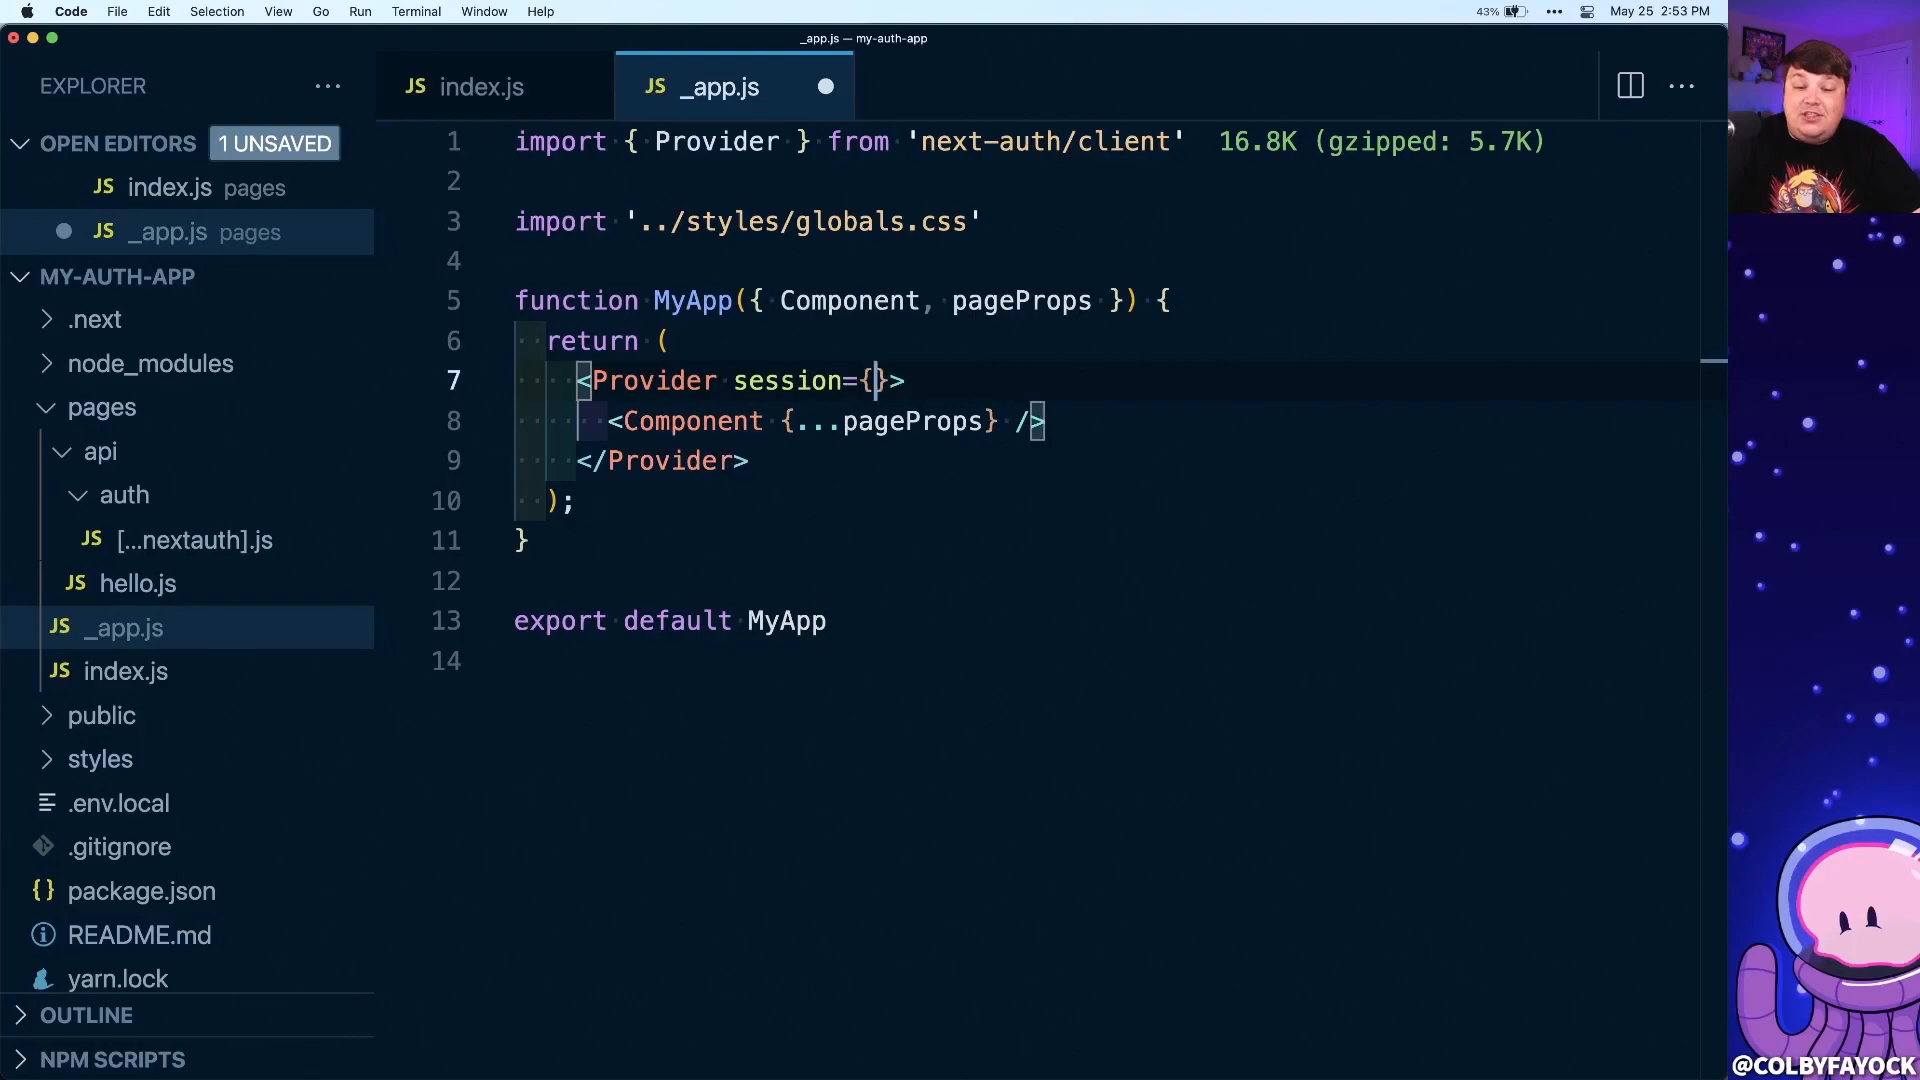 Code File Edit Selection View Go Run Terminal Window Help 43% May 25 2:53 PM
_app.js — my-auth-app
EXPLORER
OPEN EDITORS 1 UNSAVED
JS index.js pages
JS _app.js pages
MY-AUTH-APP
.next
node_modules
pages
api
auth
JS [...nextauth].js
JS hello.js
JS _app.js
JS index.js
public
styles
.env.local
.gitignore
{} package.json
README.md
yarn.lock
OUTLINE
NPM SCRIPTS
JS index.js
JS _app.js
1 import { Provider } from 'next-auth/client' 16.8K (gzipped: 5.7K)
2
3 import '../styles/globals.css'
4
5 function MyApp({ Component, pageProps }) {
6 return (
7 <Provider session={}>
8 <Component {...pageProps} />
9 </Provider>
10 );
11 }
12
13 export default MyApp
14
@COLBYFAYOCK